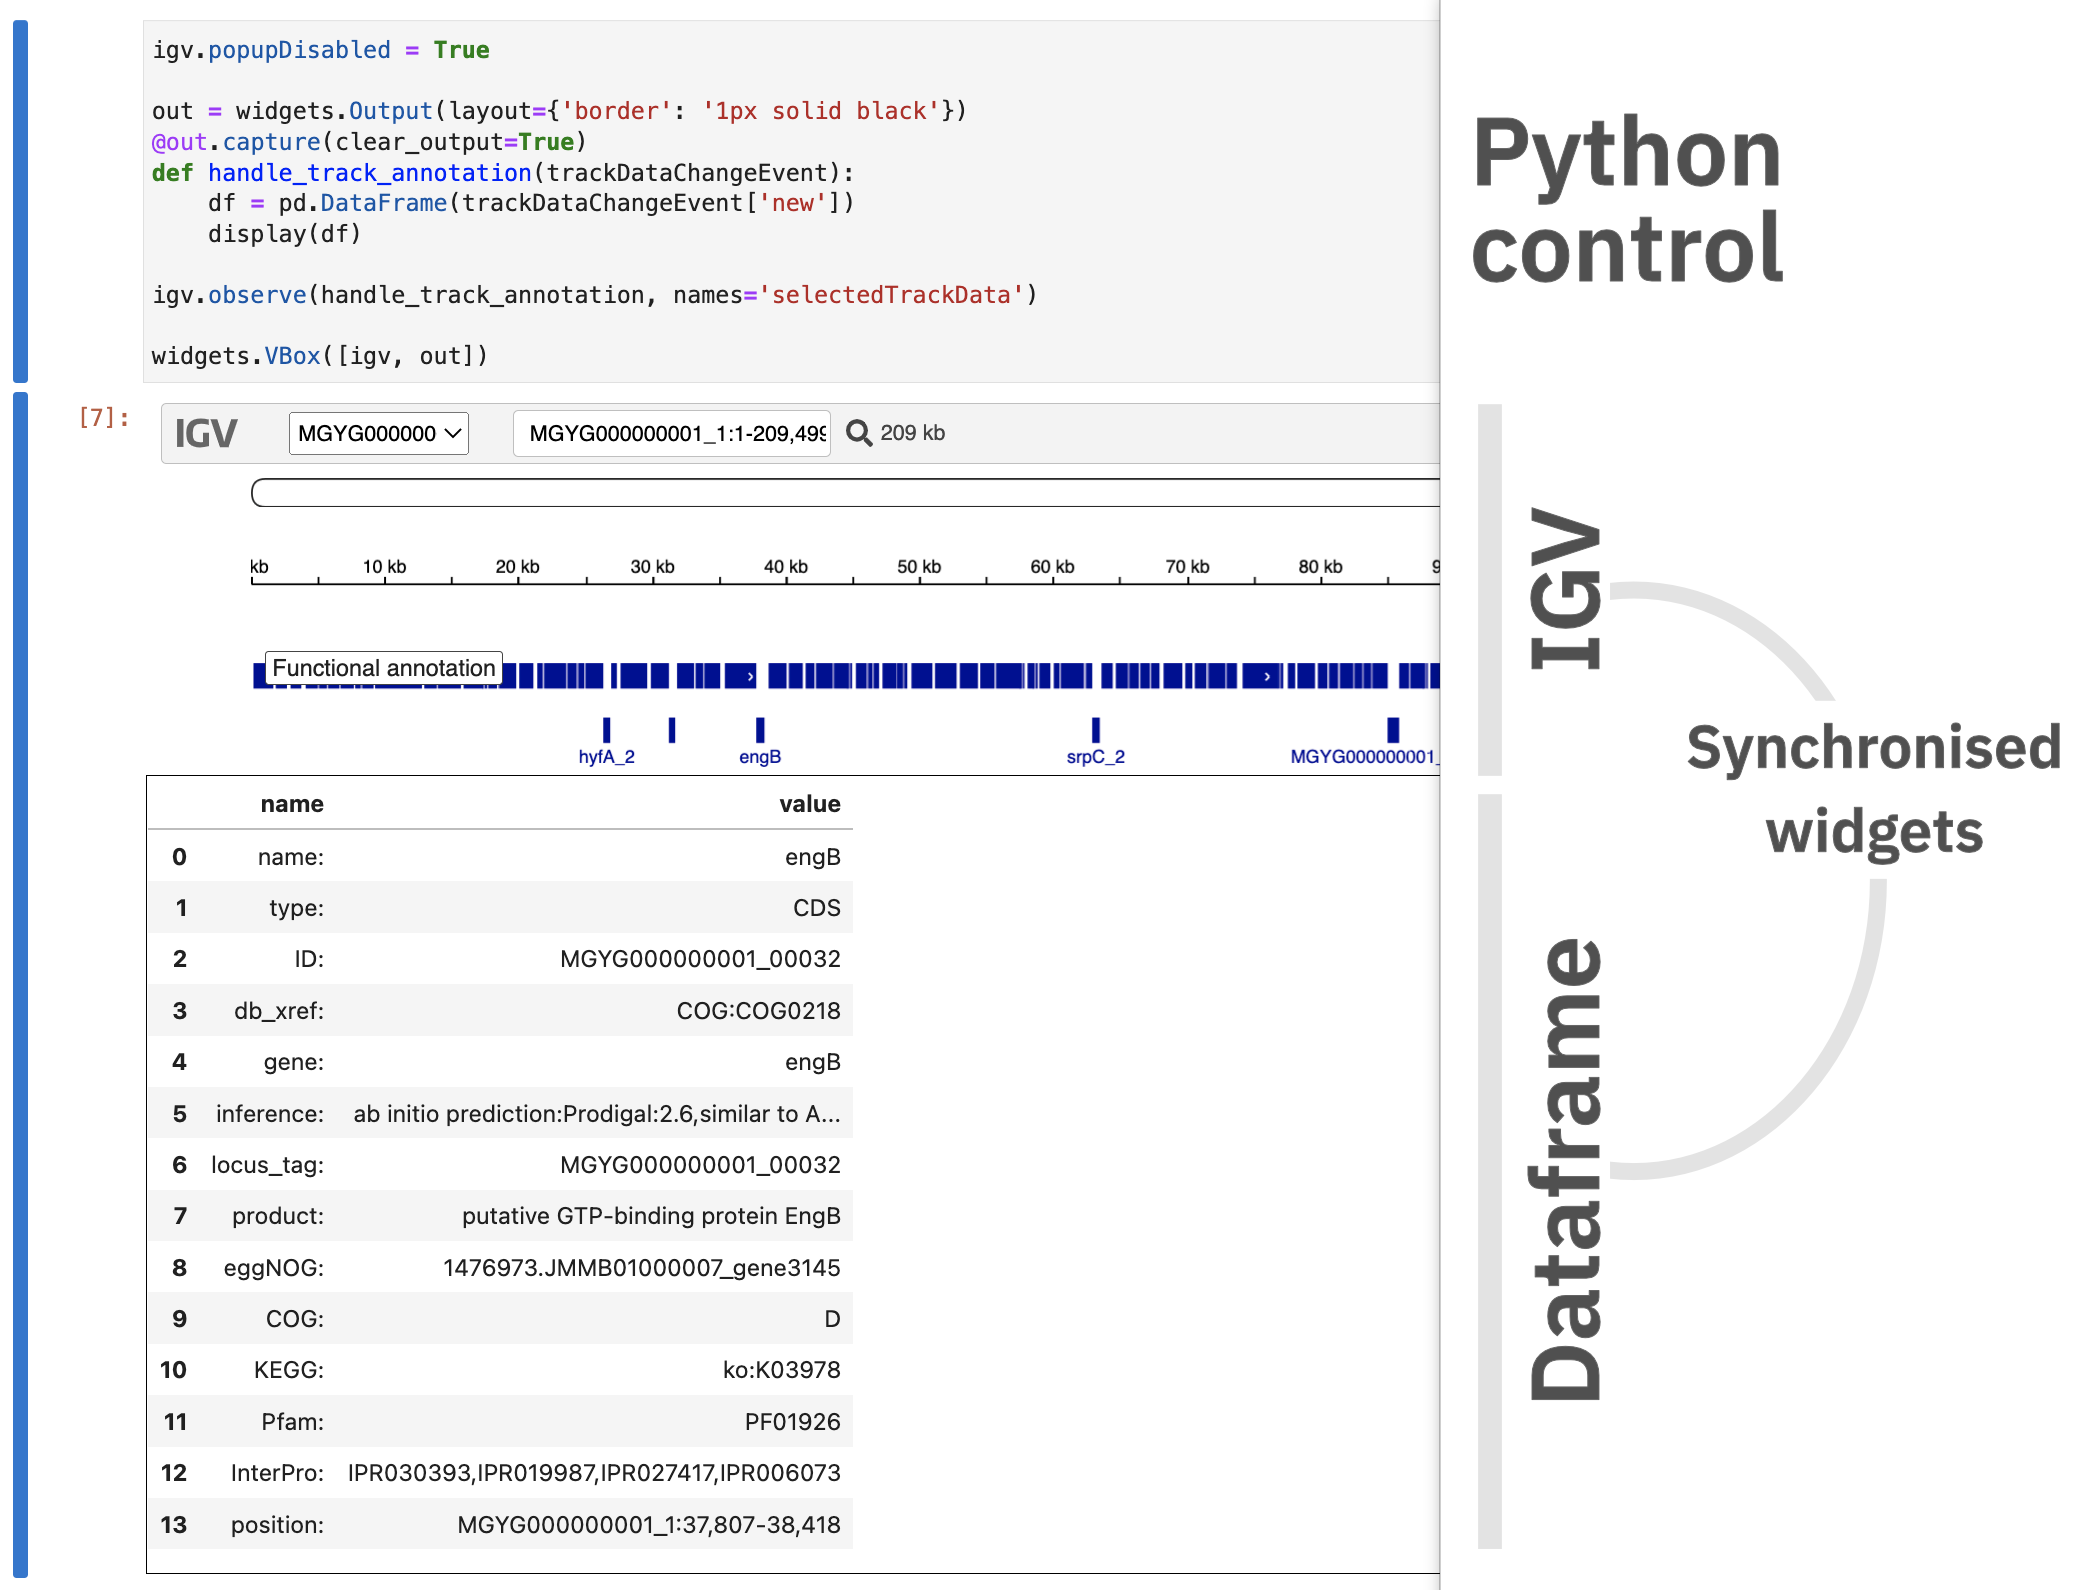 igv.popupDisabled = True
out = widgets.Output(layout={'border': '1px solid black'})
@out.capture(clear_output=True)
def handle_track_annotation(trackDataChangeEvent):
    df = pd.DataFrame(trackDataChangeEvent['new'])
    display(df)
igv.observe(handle_track_annotation, names='selectedTrackData')
widgets.VBox([igv, out])
[7]:
IGV MGYG000000 MGYG000000001_1:1-209,499 209 kb
kb 10 kb 20 kb 30 kb 40 kb 50 kb 60 kb 70 kb 80 kb 9
Functional annotation
hyfA_2 engB srpC_2 MGYG000000001_
name value
0 name: engB
1 type: CDS
2 ID: MGYG000000001_00032
3 db_xref: COG:COG0218
4 gene: engB
5 inference: ab initio prediction:Prodigal:2.6,similar to A...
6 locus_tag: MGYG000000001_00032
7 product: putative GTP-binding protein EngB
8 eggNOG: 1476973.JMMB01000007_gene3145
9 COG: D
10 KEGG: ko:K03978
11 Pfam: PF01926
12 InterPro: IPR030393,IPR019987,IPR027417,IPR006073
13 position: MGYG000000001_1:37,807-38,418
Python
control
IGV
Synchronised
widgets
Dataframe